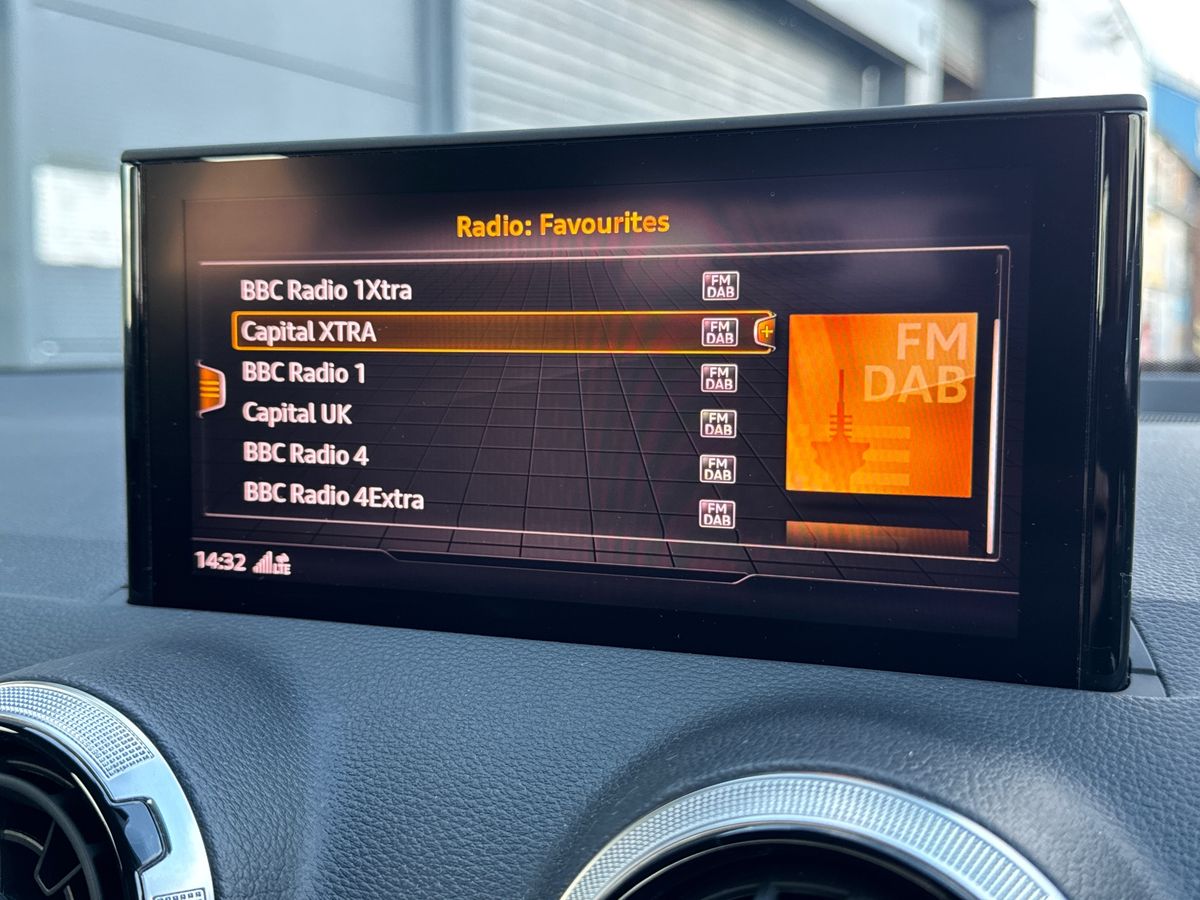 Radio: Favourites
BBC Radio 1Xtra FM DAB
Capital XTRA FM DAB
BBC Radio 1 FM DAB
Capital UK FM DAB
BBC Radio 4 FM DAB
BBC Radio 4Extra FM DAB
FM
DAB
14:32 LTE